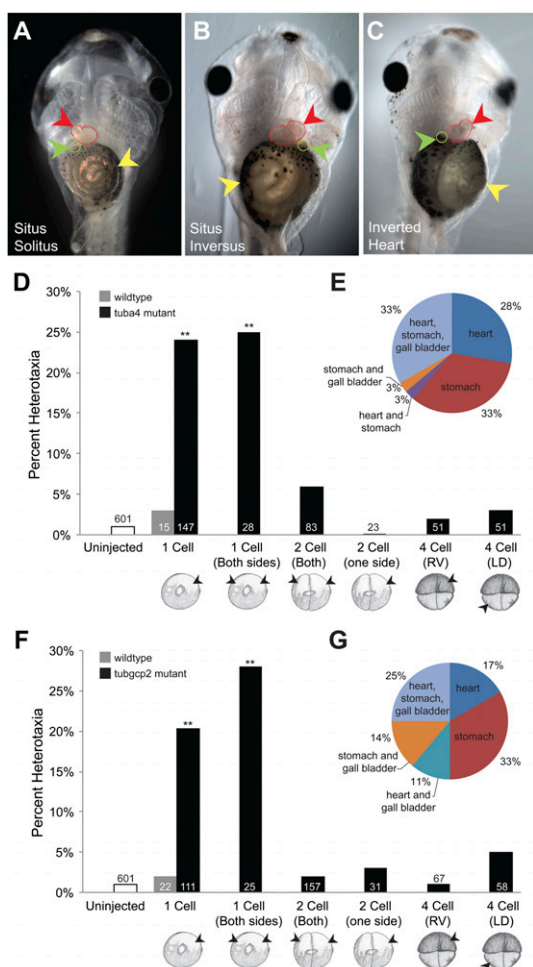 A
Situs
Solitus
B
Situs
Inversus
C
Inverted
Heart
D
30%
25%
20%
15%
10%
5%
0%
Percent Heterotaxia
wildtype
tuba4 mutant
**
**
601
15
147
28
83
23
51
51
Uninjected
1 Cell
1 Cell
(Both sides)
2 Cell
(Both)
2 Cell
(one side)
4 Cell
(RV)
4 Cell
(LD)
E
33%
28%
heart,
stomach,
gall bladder
heart
stomach and
gall bladder
3%
3%
heart and
stomach
stomach
33%
F
30%
25%
20%
15%
10%
5%
0%
Percent Heterotaxia
wildtype
tubgcp2 mutant
**
**
601
22
111
25
157
31
67
58
Uninjected
1 Cell
1 Cell
(Both sides)
2 Cell
(Both)
2 Cell
(one side)
4 Cell
(RV)
4 Cell
(LD)
G
25%
17%
heart,
stomach,
gall bladder
heart
stomach
14%
stomach and
gall bladder
11%
heart and
gall bladder
33%